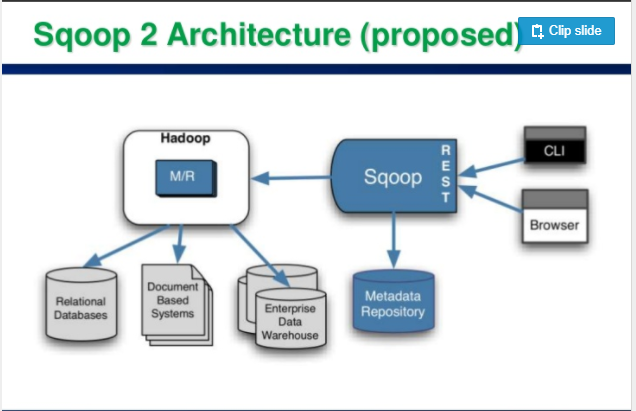 Sqoop 2 Architecture (proposed)
Clip slide
Hadoop
M/R
Sqoop
REST
CLI
Browser
Relational
Databases
Document
Based
Systems
Enterprise
Data
Warehouse
Metadata
Repository